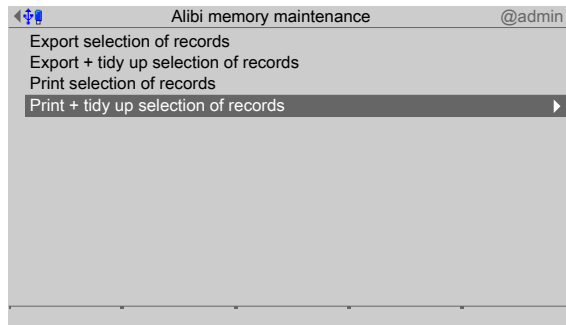 Alibi memory maintenance @admin
Export selection of records
Export + tidy up selection of records
Print selection of records
Print + tidy up selection of records